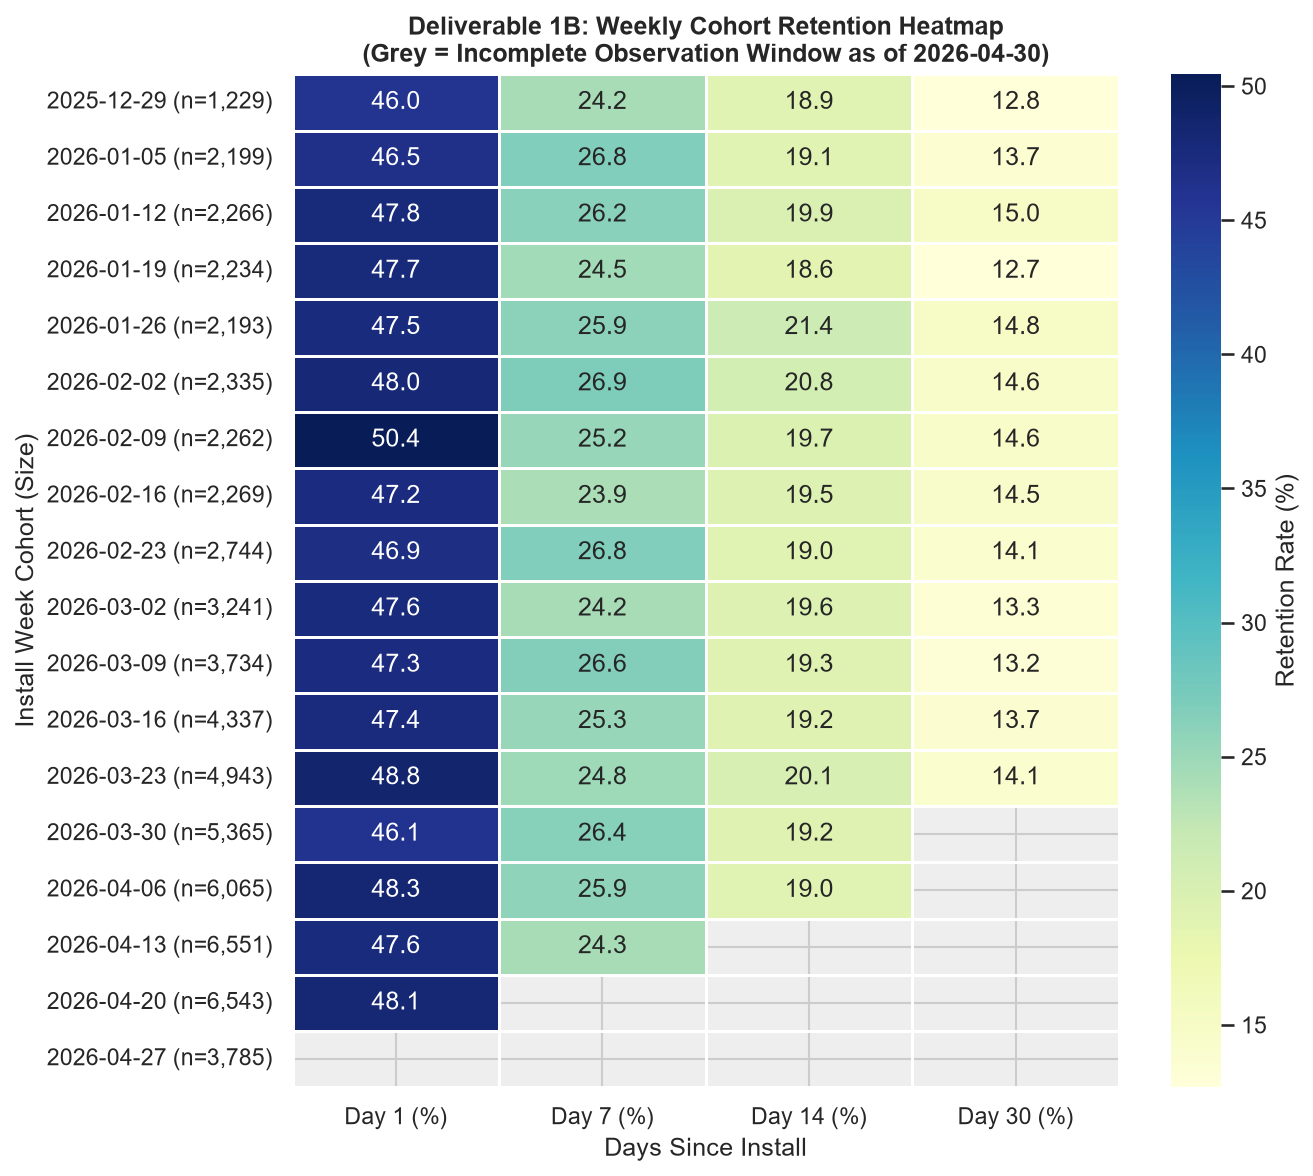 Deliverable 1B: Weekly Cohort Retention Heatmap
(Grey = Incomplete Observation Window as of 2026-04-30)
2025-12-29 (n=1,229) 46.0 24.2 18.9 12.8
2026-01-05 (n=2,199) 46.5 26.8 19.1 13.7
2026-01-12 (n=2,266) 47.8 26.2 19.9 15.0
2026-01-19 (n=2,234) 47.7 24.5 18.6 12.7
2026-01-26 (n=2,193) 47.5 25.9 21.4 14.8
2026-02-02 (n=2,335) 48.0 26.9 20.8 14.6
2026-02-09 (n=2,262) 50.4 25.2 19.7 14.6
2026-02-16 (n=2,269) 47.2 23.9 19.5 14.5
2026-02-23 (n=2,744) 46.9 26.8 19.0 14.1
2026-03-02 (n=3,241) 47.6 24.2 19.6 13.3
2026-03-09 (n=3,734) 47.3 26.6 19.3 13.2
2026-03-16 (n=4,337) 47.4 25.3 19.2 13.7
2026-03-23 (n=4,943) 48.8 24.8 20.1 14.1
2026-03-30 (n=5,365) 46.1 26.4 19.2
2026-04-06 (n=6,065) 48.3 25.9 19.0
2026-04-13 (n=6,551) 47.6 24.3
2026-04-20 (n=6,543) 48.1
2026-04-27 (n=3,785)
Install Week Cohort (Size)
Day 1 (%) Day 7 (%) Day 14 (%) Day 30 (%)
Days Since Install
50
45
40
35
30
25
20
15
Retention Rate (%)